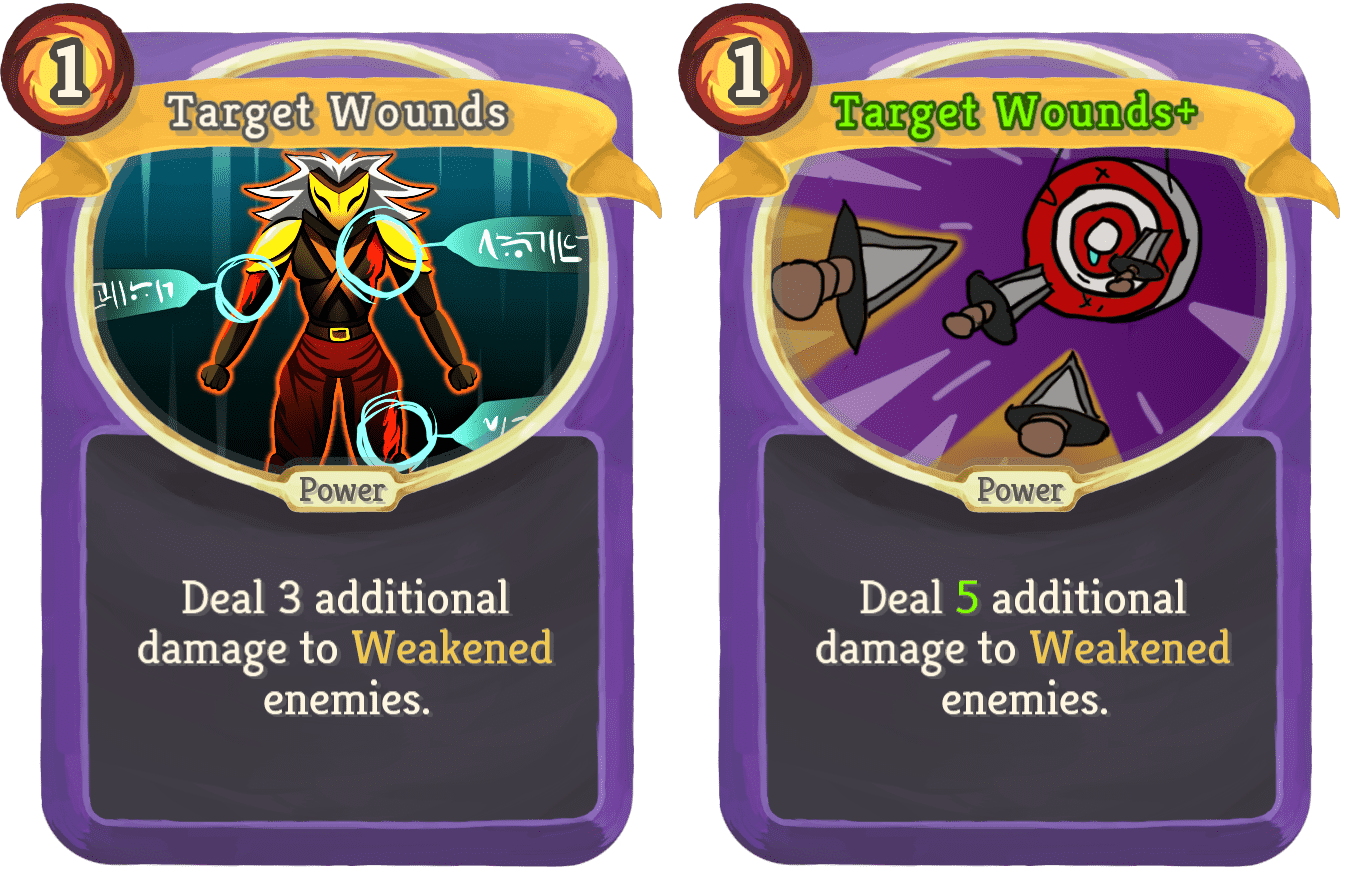 1
Target Wounds
Power
Deal 3 additional
damage to Weakened
enemies.
1
Target Wounds+
Power
Deal 5 additional
damage to Weakened
enemies.